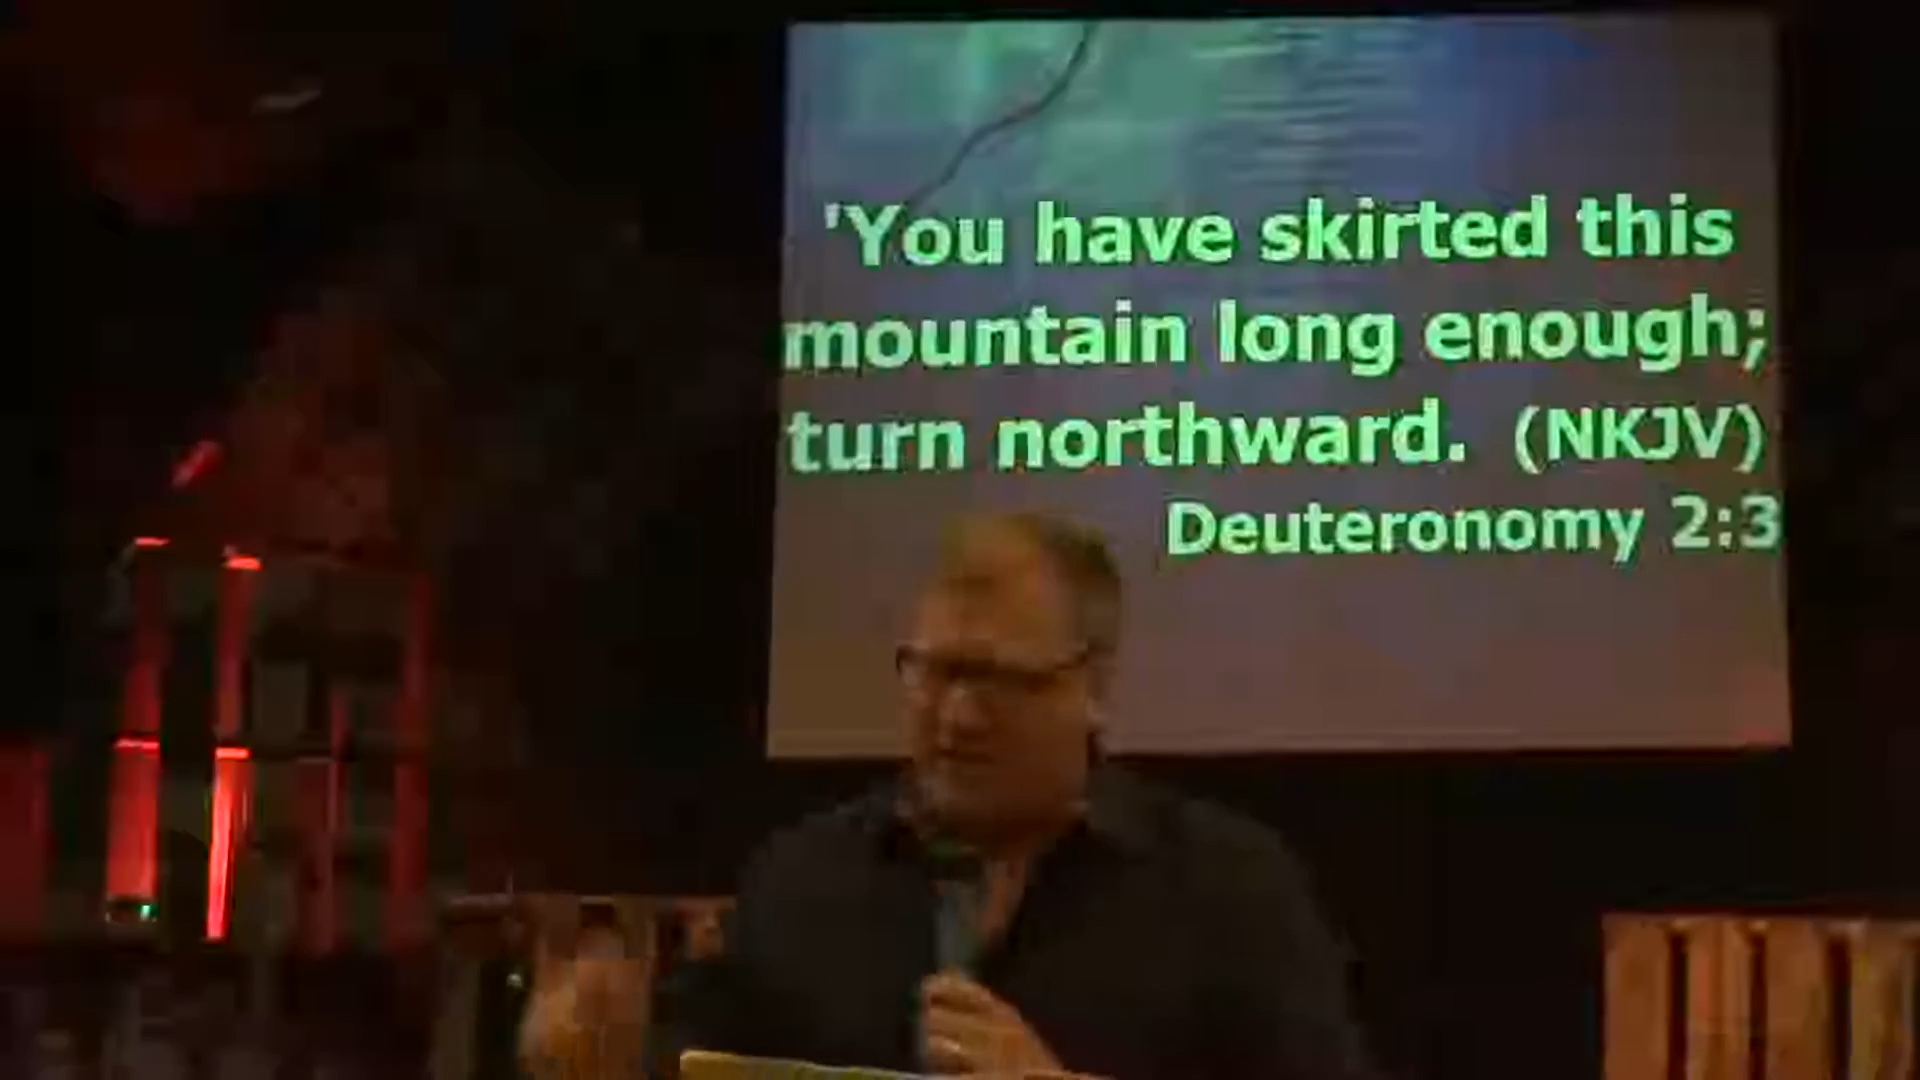 'You have skirted this
mountain long enough;
turn northward. (NKJV)
Deuteronomy 2:3